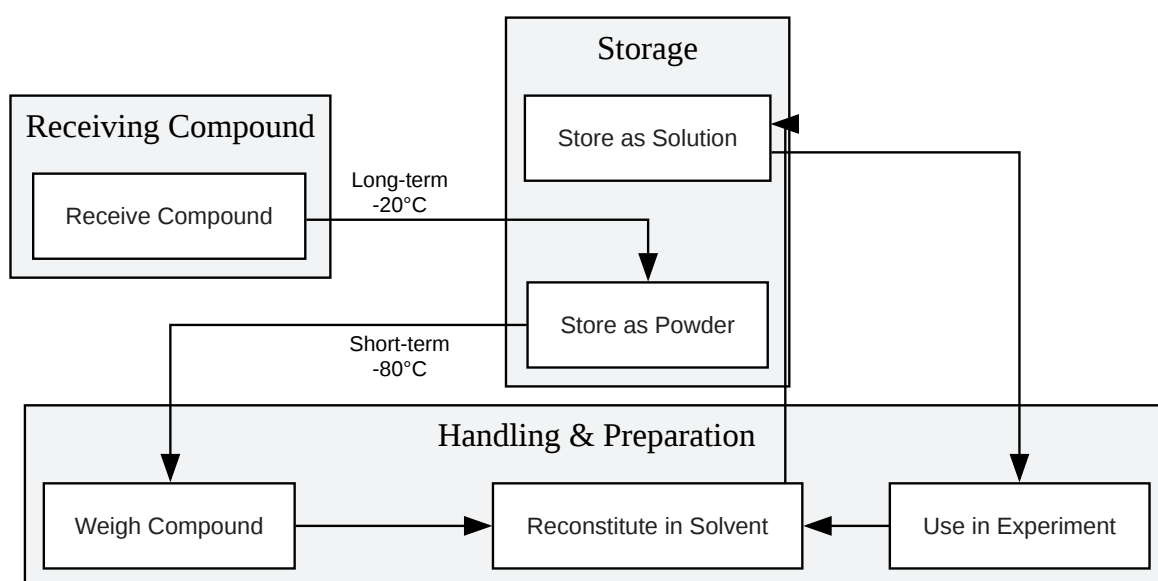 Storage
Receiving Compound
Store as Solution
Receive Compound
Long-term
-20°C
Store as Powder
Short-term
-80°C
Handling & Preparation
Weigh Compound
Reconstitute in Solvent
Use in Experiment